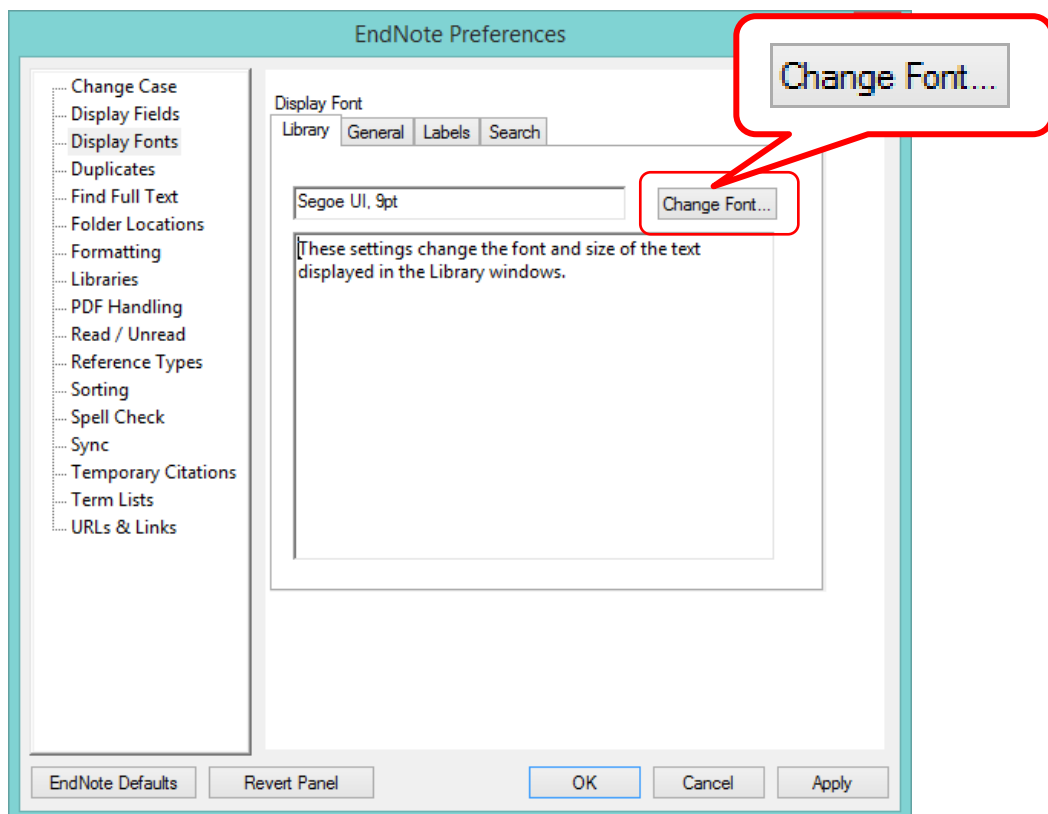 EndNote Preferences
Change Font...
Change Case
Display Fields
Display Fonts
Duplicates
Find Full Text
Folder Locations
Formatting
Libraries
PDF Handling
Read / Unread
Reference Types
Sorting
Spell Check
Sync
Temporary Citations
Term Lists
URLs & Links
Display Font
Library General Labels Search
Segoe UI, 9pt Change Font...
These settings change the font and size of the text
displayed in the Library windows.
EndNote Defaults Revert Panel OK Cancel Apply